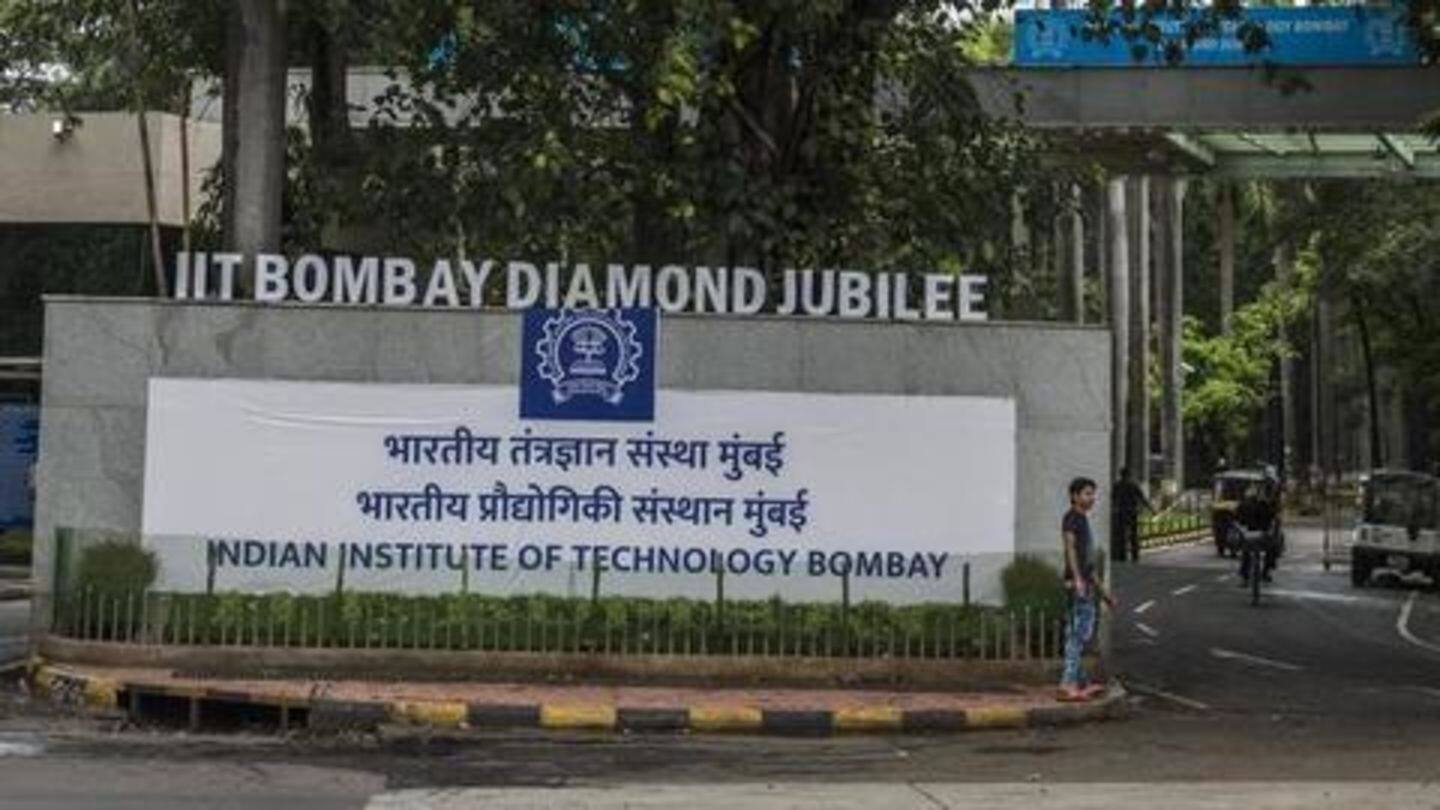 IIT BOMBAY DIAMOND JUBILEE
भारतीय तंत्रज्ञान संस्था मुंबई
भारतीय प्रौद्योगिकी संस्थान मुंबई
INDIAN INSTITUTE OF TECHNOLOGY BOMBAY